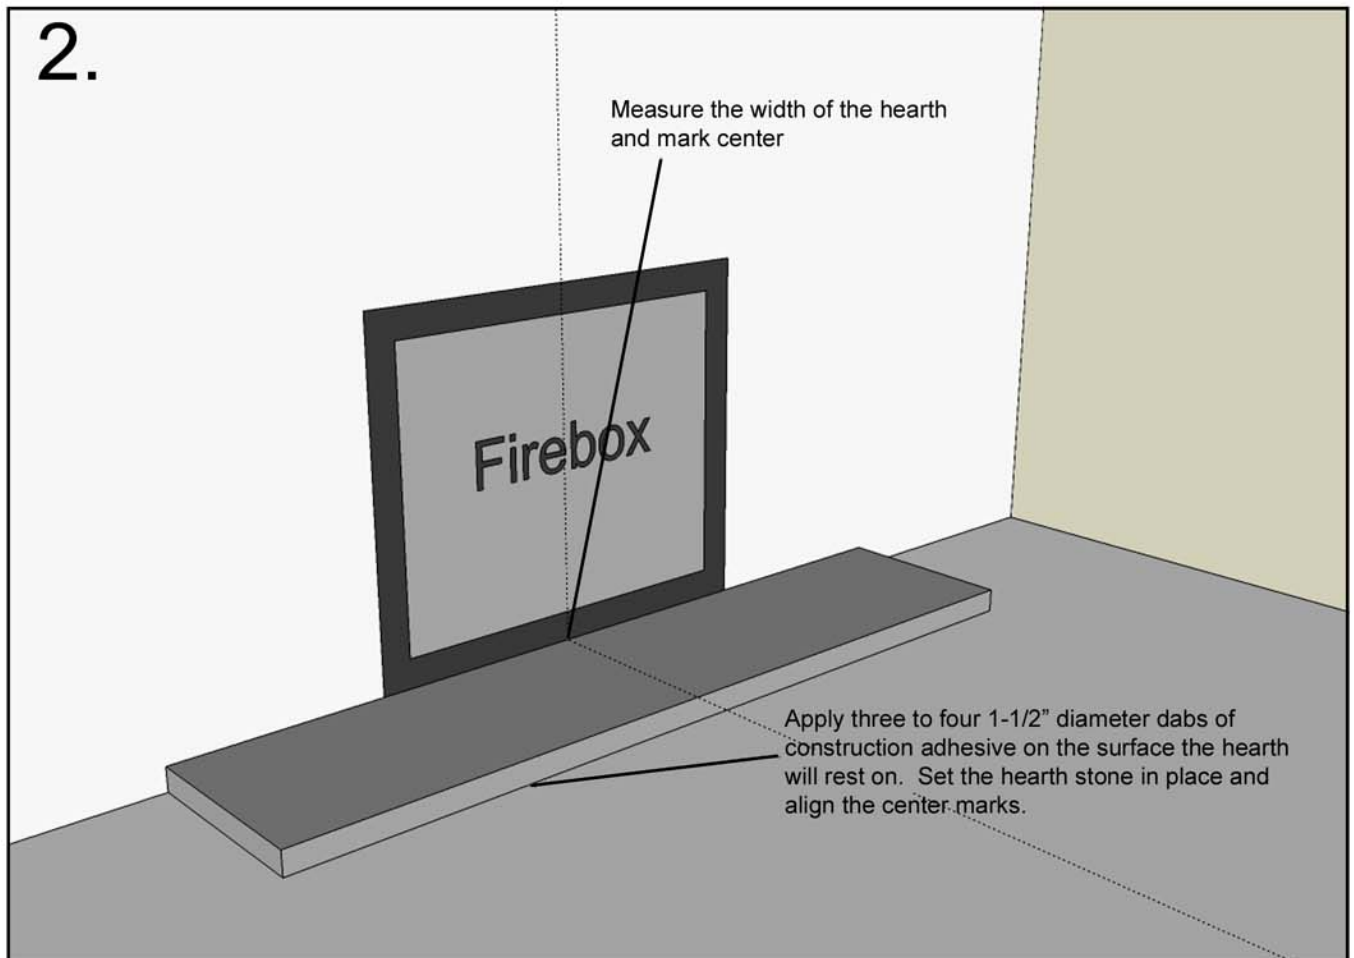 2.
Measure the width of the hearth
and mark center
Firebox
Apply three to four 1-1/2” diameter dabs of
construction adhesive on the surface the hearth
will rest on.  Set the hearth stone in place and
align the center marks.